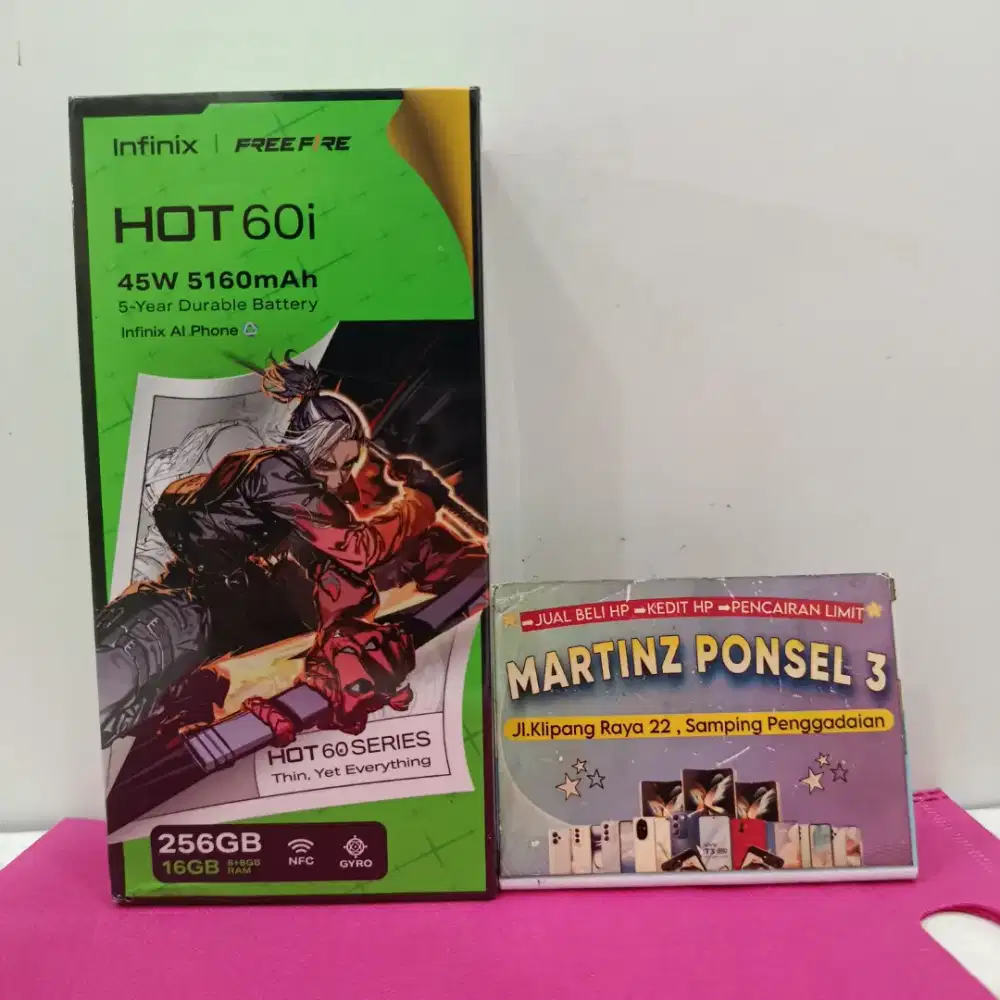 Infinix | FREE FIRE
HOT 60i
45W 5160mAh
5-Year Durable Battery
Infinix AI Phone
HOT 60 SERIES
Thin, Yet Everything
256GB
16GB 8+8GB RAM
NFC
GYRO
➡JUAL BELI HP ➡KEDIT HP ➡PENCAIRAN LIMIT
MARTINZ PONSEL 3
Jl.Klipang Raya 22 , Samping Penggadaian